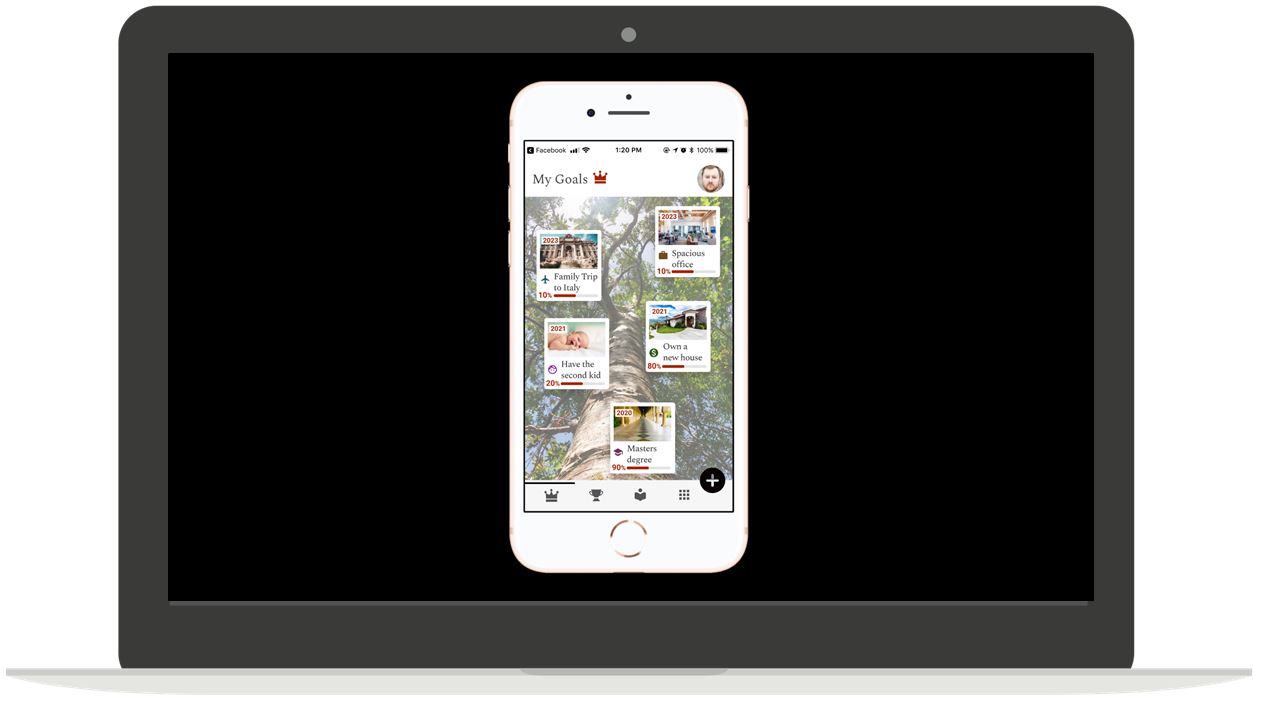 Facebook 1:20 PM 100%
My Goals
2023
Family Trip
to Italy
10%
2023
Spacious
office
10%
2021
Have the
second kid
20%
2021
Own a
new house
80%
2020
Masters
degree
90%